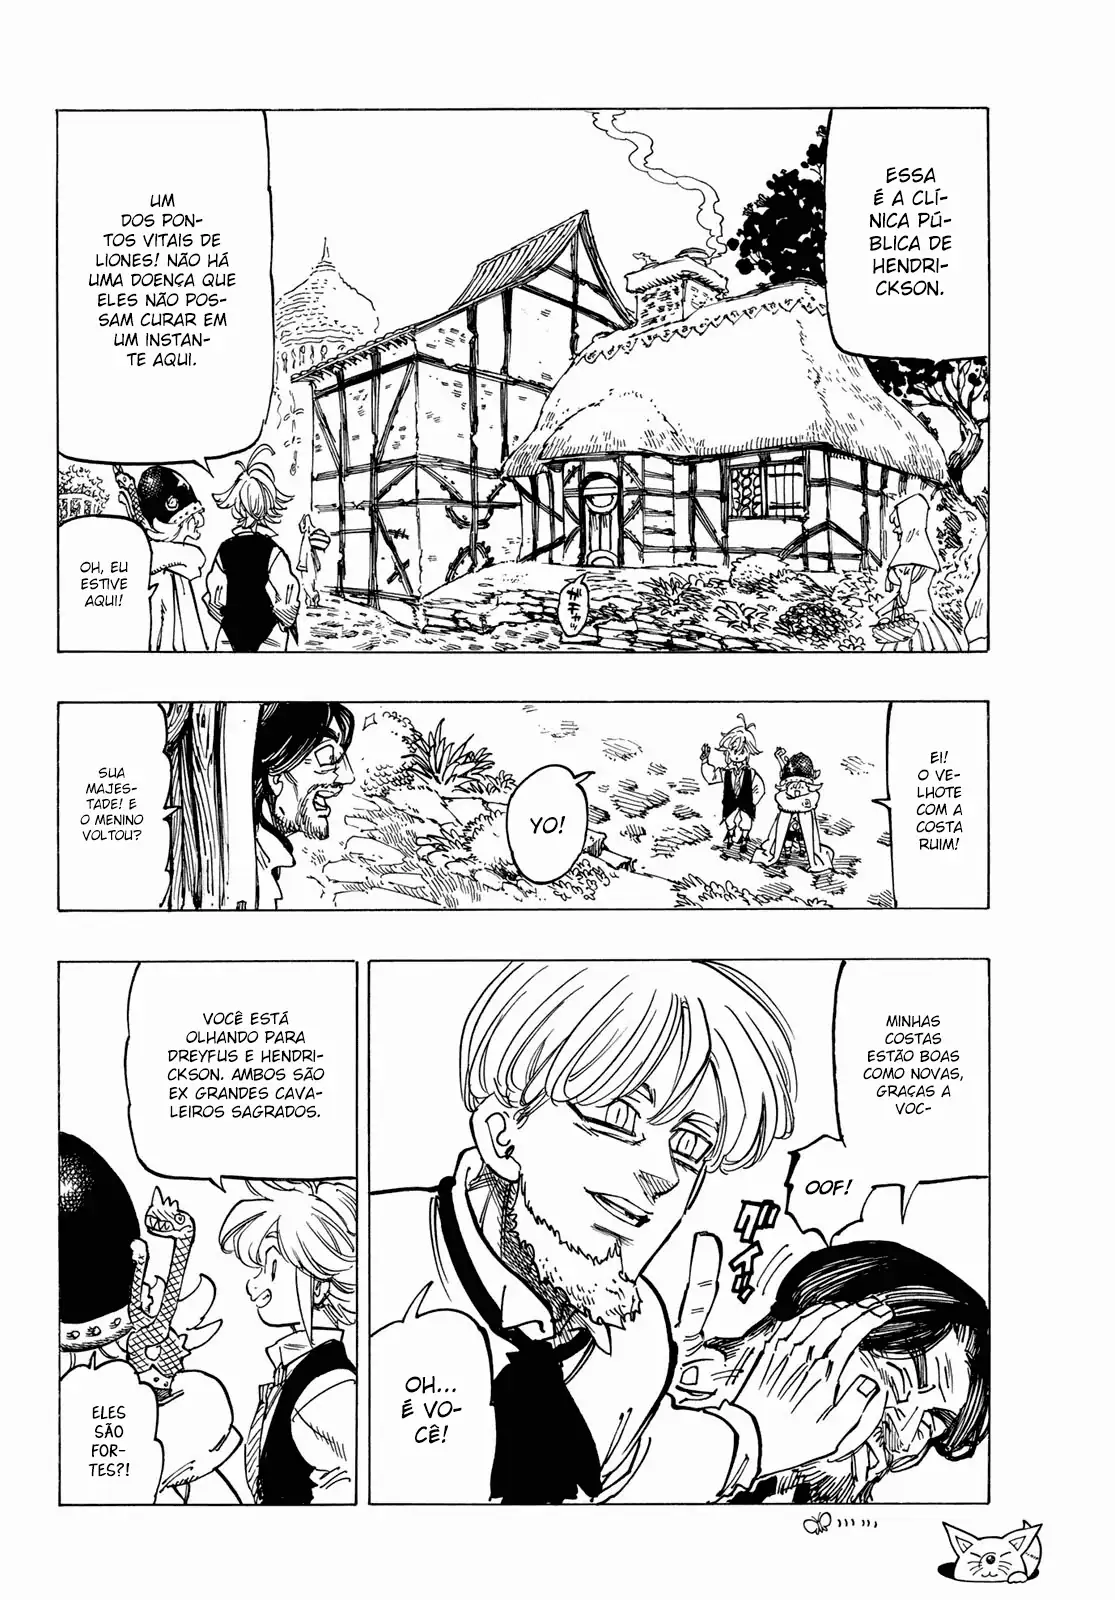 ESSA
É A CLÍ-
NICA PÚ-
BLICA DE
HENDRI-
CKSON.
UM
DOS PON-
TOS VITAIS DE
LIONES! NÃO HÁ
UMA DOENÇA QUE
ELES NÃO POS-
SAM CURAR EM
UM INSTAN-
TE AQUI.
OH, EU
ESTIVE
AQUI!
EI!
O VE-
LHOTE
COM A
COSTA
RUIM!
YO!
SUA
MAJES-
TADE! E
O MENINO
VOLTOU?
MINHAS
COSTAS
ESTÃO BOAS
COMO NOVAS,
GRAÇAS A
VOC-
OOF!
OH...
É VO-
CÊ!
VOCÊ ESTÁ
OLHANDO PARA
DREYFUS E HENDRI-
CKSON. AMBOS SÃO
EX GRANDES CAVA-
LEIROS SAGRADOS.
ELES
SÃO
FOR-
TES?!